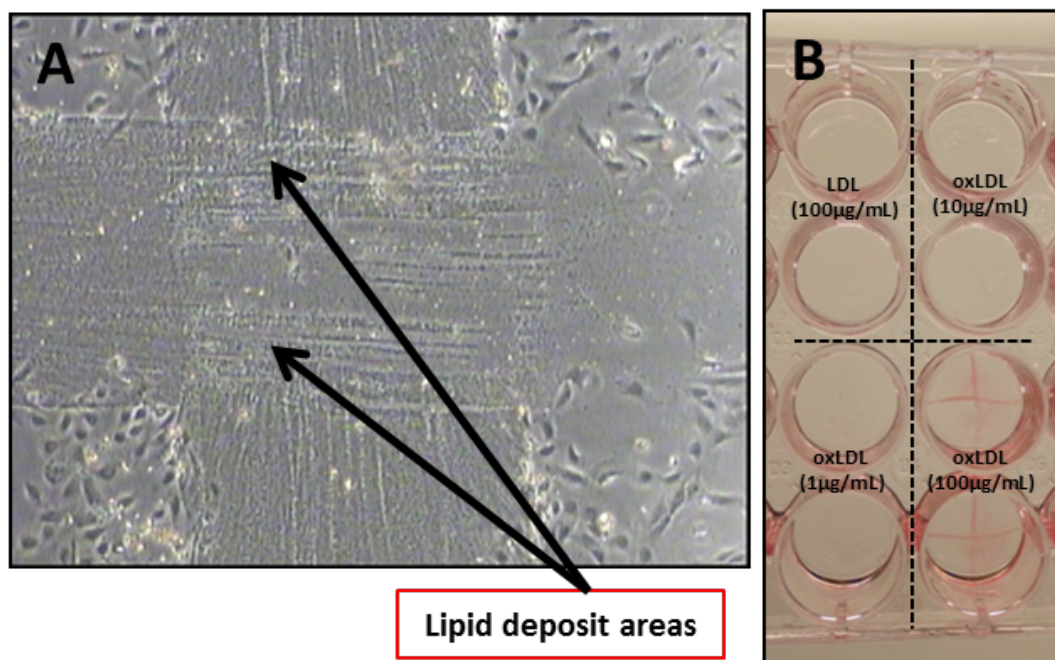 A
B
LDL
(100µg/mL)
oxLDL
(10µg/mL)
oxLDL
(1µg/mL)
oxLDL
(100µg/mL)
Lipid deposit areas